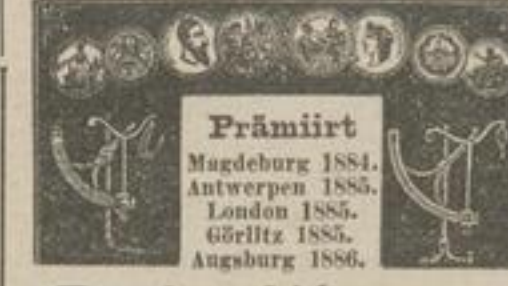 Prämiirt
Magdeburg 1884.
Antwerpen 1885.
London 1885.
Görlitz 1885.
Augsburg 1886.